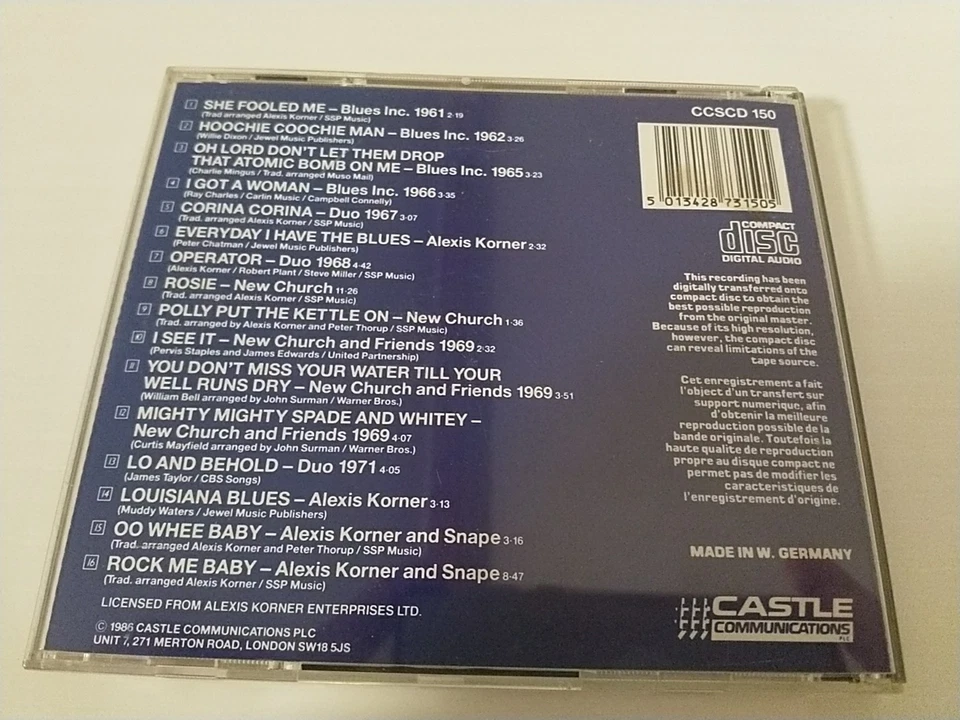 1 SHE FOOLED ME – Blues Inc. 1961 2·19
(Trad arranged Alexis Korner / SSP Music)
2 HOOCHIE COOCHIE MAN – Blues Inc. 1962 3·26
(Willie Dixon / Jewel Music Publishers)
3 OH LORD DON'T LET THEM DROP
THAT ATOMIC BOMB ON ME – Blues Inc. 1965 3·23
(Charlie Mingus / Trad. arranged Muso Mail)
4 I GOT A WOMAN – Blues Inc. 1966 3·35
(Ray Charles / Carlin Music / Campbell Connelly)
5 CORINA CORINA – Duo 1967 3·07
(Trad. arranged Alexis Korner / SSP Music)
6 EVERYDAY I HAVE THE BLUES – Alexis Korner 2·32
(Peter Chatman / Jewel Music Publishers)
7 OPERATOR – Duo 1968 4·42
(Alexis Korner / Robert Plant / Steve Miller / SSP Music)
8 ROSIE – New Church 11·26
(Trad. arranged Alexis Korner / SSP Music)
9 POLLY PUT THE KETTLE ON – New Church 1·36
(Trad. arranged by Alexis Korner and Peter Thorup / SSP Music)
10 I SEE IT – New Church and Friends 1969 2·32
(Pervis Staples and James Edwards / United Partnership)
11 YOU DON'T MISS YOUR WATER TILL YOUR
WELL RUNS DRY – New Church and Friends 1969 3·51
(William Bell arranged by John Surman / Warner Bros.)
12 MIGHTY MIGHTY SPADE AND WHITEY –
New Church and Friends 1969 4·07
(Curtis Mayfield arranged by John Surman / Warner Bros.)
13 LO AND BEHOLD – Duo 1971 4·05
(James Taylor / CBS Songs)
14 LOUISIANA BLUES – Alexis Korner 3·13
(Muddy Waters / Jewel Music Publishers)
15 OO WHEE BABY – Alexis Korner and Snape 3·16
(Trad. arranged Alexis Korner and Peter Thorup / SSP Music)
16 ROCK ME BABY – Alexis Korner and Snape 8·47
(Trad. arranged Alexis Korner / SSP Music)
LICENSED FROM ALEXIS KORNER ENTERPRISES LTD.
© 1986 CASTLE COMMUNICATIONS PLC
UNIT 7, 271 MERTON ROAD, LONDON SW18 5JS
CCSCD 150
5 013428 731505
COMPACT
disc
DIGITAL AUDIO
This recording has been
digitally transferred onto
compact disc to obtain the
best possible reproduction
from the original master.
Because of its high resolution,
however, the compact disc
can reveal limitations of the
tape source.
Cet enregistrement a fait
l'object d'un transfert sur
support numerique, afin
d'obtenir la meilleure
reproduction possible de la
bande originale. Toutefois la
haute qualite de reproduction
propre au disque compact ne
permet pas de modifier les
caracteristiques de
l'enregistrement d'origine.
MADE IN W. GERMANY
CASTLE
COMMUNICATIONS
PLC